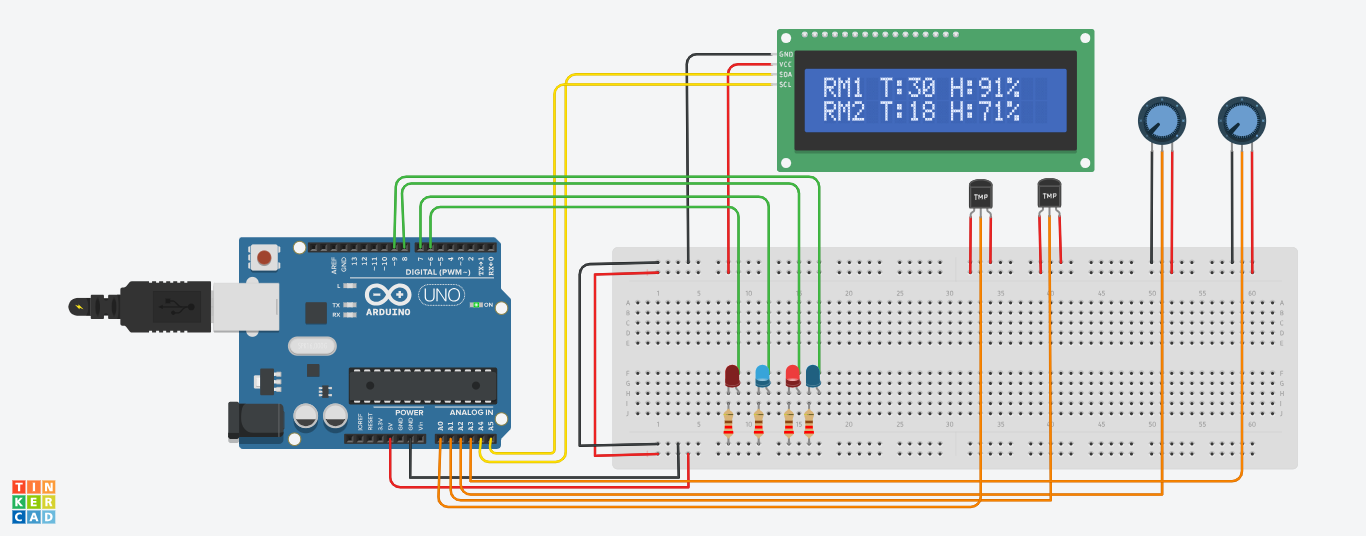 GND
VCC
SDA
SCL
RM1 T:30 H:91%
RM2 T:18 H:71%
TMP
TMP
AREF
GND
13
12
~11
~10
~9
8
7
~6
~5
4
~3
2
TX→1
RX←0
DIGITAL (PWM~)
L
TX
RX
UNO
ON
ARDUINO
1 5 10 15 20 25 30 35 40 45 50 55 60
A A
B B
C C
D D
E E
F F
G G
H H
I I
J J
1 5 10 15 20 25 30 35 40 45 50 55 60
POWER
ANALOG IN
IOREF
RESET
3.3V
5V
GND
GND
Vin
A0
A1
A2
A3
A4
A5
TIN
KER
CAD